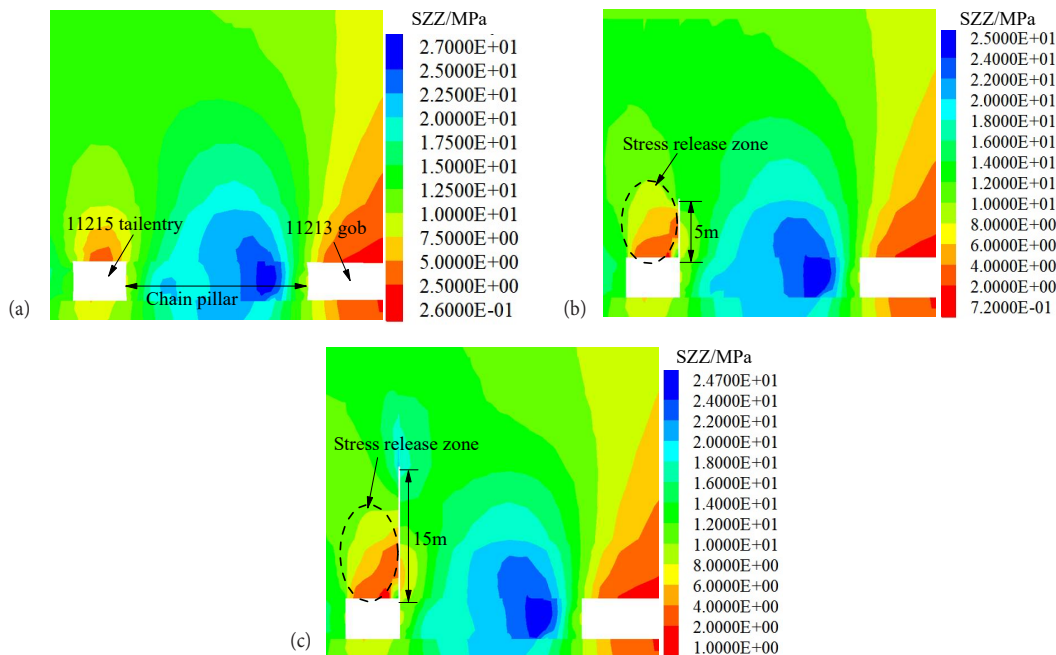 SZZ/MPa
2.7000E+01
2.5000E+01
2.2500E+01
2.0000E+01
1.7500E+01
1.5000E+01
1.2500E+01
1.0000E+01
7.5000E+00
5.0000E+00
2.5000E+00
2.6000E-01
11215 tailentry
11213 gob
Chain pillar
(a)
SZZ/MPa
2.5000E+01
2.4000E+01
2.2000E+01
2.0000E+01
1.8000E+01
1.6000E+01
1.4000E+01
1.2000E+01
1.0000E+01
8.0000E+00
6.0000E+00
4.0000E+00
2.0000E+00
7.2000E-01
Stress release zone
5m
(b)
SZZ/MPa
2.4700E+01
2.4000E+01
2.2000E+01
2.0000E+01
1.8000E+01
1.6000E+01
1.4000E+01
1.2000E+01
1.0000E+01
8.0000E+00
6.0000E+00
4.0000E+00
2.0000E+00
1.0000E+00
Stress release zone
15m
(c)